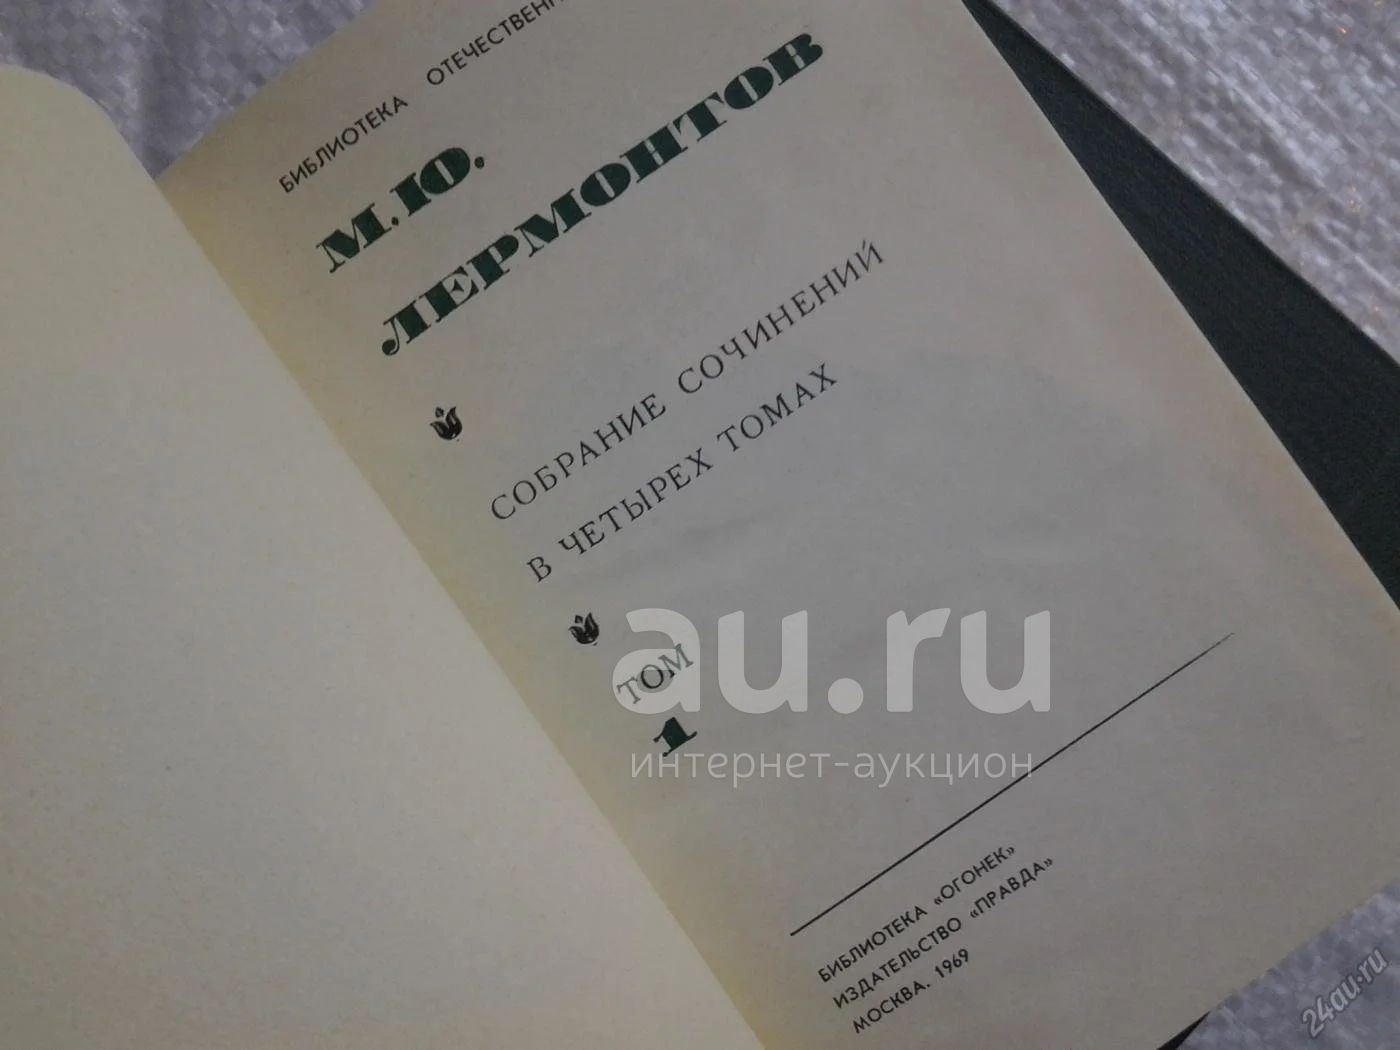 БИБЛИОТЕКА
М.Ю.
ЛЕРМОНТОВ
СОБРАНИЕ СОЧИНЕНИЙ
В ЧЕТЫРЕХ ТОМАХ
ТОМ
1
БИБЛИОТЕКА «ОГОНЕК»
ИЗДАТЕЛЬСТВО «ПРАВДА»
МОСКВА. 1969
au.ru
интернет-аукцион
24au.ru